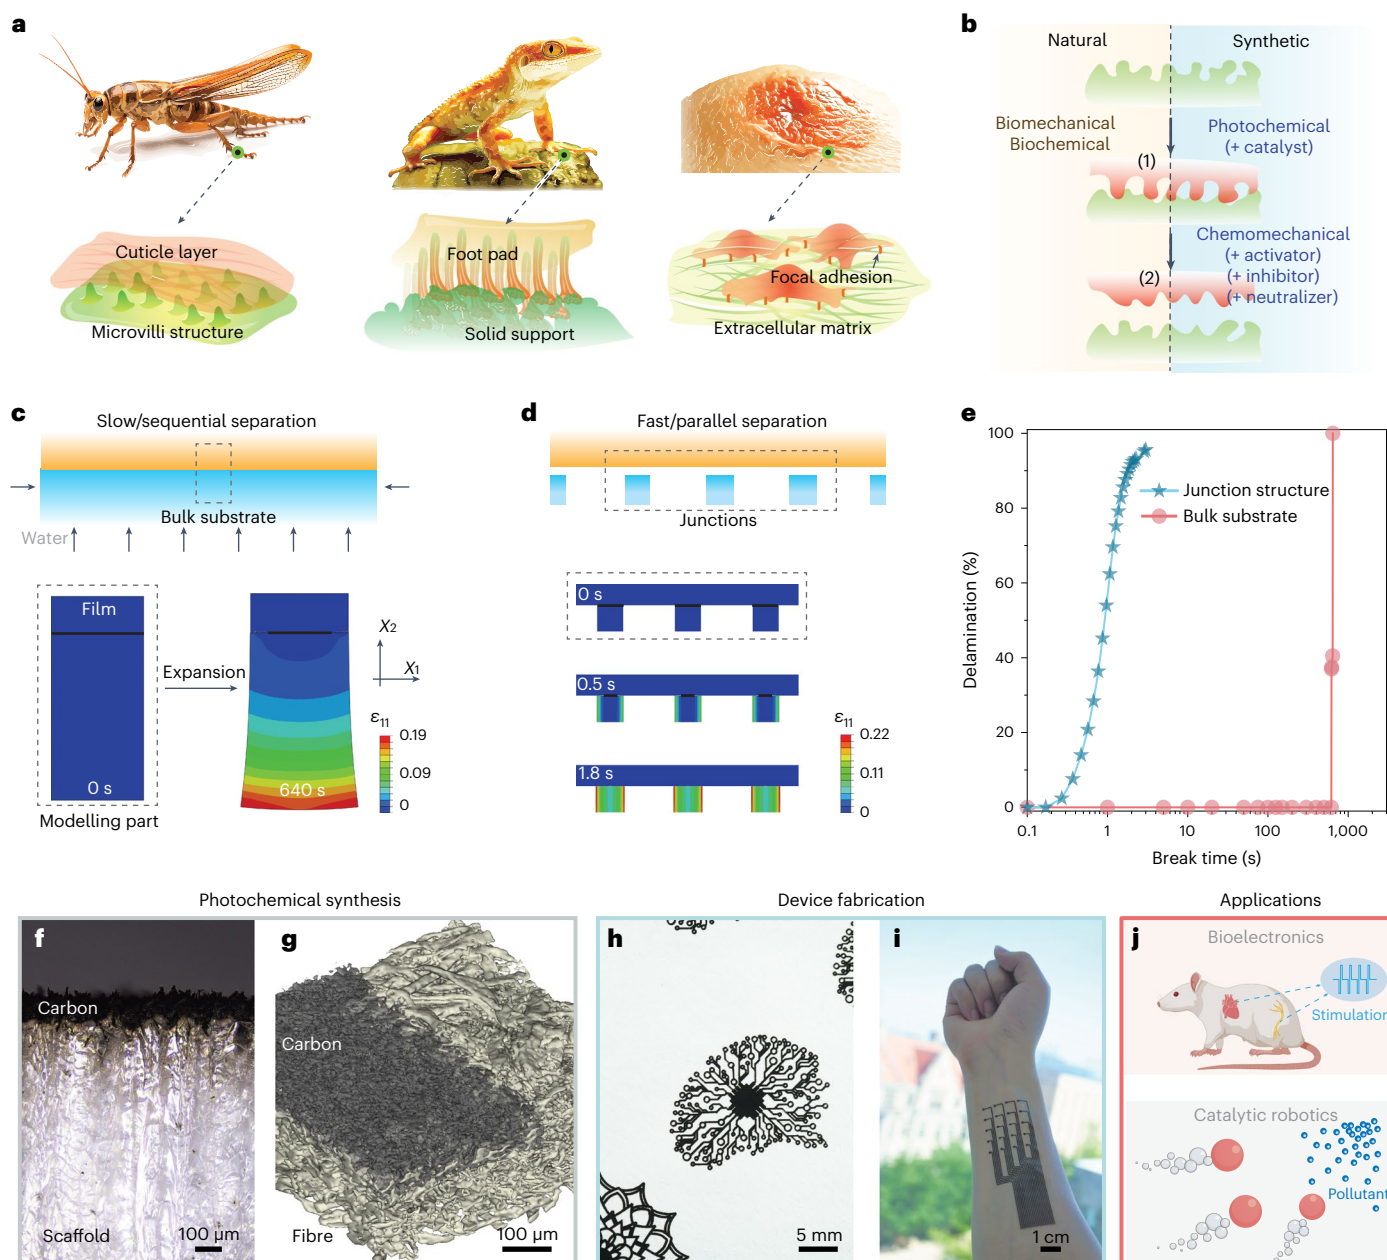 a
Cuticle layer
Microvilli structure
Foot pad
Solid support
Focal adhesion
Extracellular matrix
b
Natural
Synthetic
Biomechanical
Biochemical
Photochemical
(+ catalyst)
(1)
Chemomechanical
(+ activator)
(+ inhibitor)
(+ neutralizer)
(2)
c
Slow/sequential separation
Bulk substrate
Water
Film
0 s
Modelling part
Expansion
640 s
X2
X1
ε11
0.19
0.09
0
d
Fast/parallel separation
Junctions
0 s
0.5 s
1.8 s
ε11
0.22
0.11
0
e
Delamination (%)
100
80
60
40
20
0
Junction structure
Bulk substrate
0.1
1
10
100
1,000
Break time (s)
Photochemical synthesis
f
Carbon
Scaffold
100 µm
g
Carbon
Fibre
100 µm
Device fabrication
h
5 mm
i
1 cm
Applications
j
Bioelectronics
Stimulation
Catalytic robotics
Pollutant